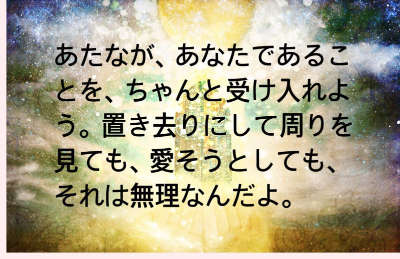 あたなが、あなたであるこ
とを、ちゃんと受け入れよ
う。置き去りにして周りを
見ても、愛そうとしても、
それは無理なんだよ。